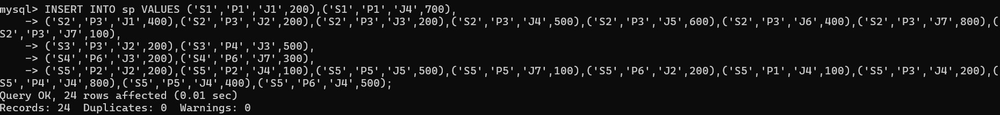 mysql> INSERT INTO sp VALUES ('S1','P1','J1',200),('S1','P1','J4',700),
    -> ('S2','P3','J1',400),('S2','P3','J2',200),('S2','P3','J3',200),('S2','P3','J4',500),('S2','P3','J5',600),('S2','P3','J6',400),('S2','P3','J7',800),(
S2','P3','J7',100),
    -> ('S3','P3','J2',200),('S3','P4','J3',500),
    -> ('S4','P6','J3',200),('S4','P6','J7',300),
    -> ('S5','P2','J2',200),('S5','P2','J4',100),('S5','P5','J5',500),('S5','P5','J7',100),('S5','P6','J2',200),('S5','P1','J4',100),('S5','P3','J4',200),(
S5','P4','J4',800),('S5','P5','J4',400),('S5','P6','J4',500);
Query OK, 24 rows affected (0.01 sec)
Records: 24  Duplicates: 0  Warnings: 0